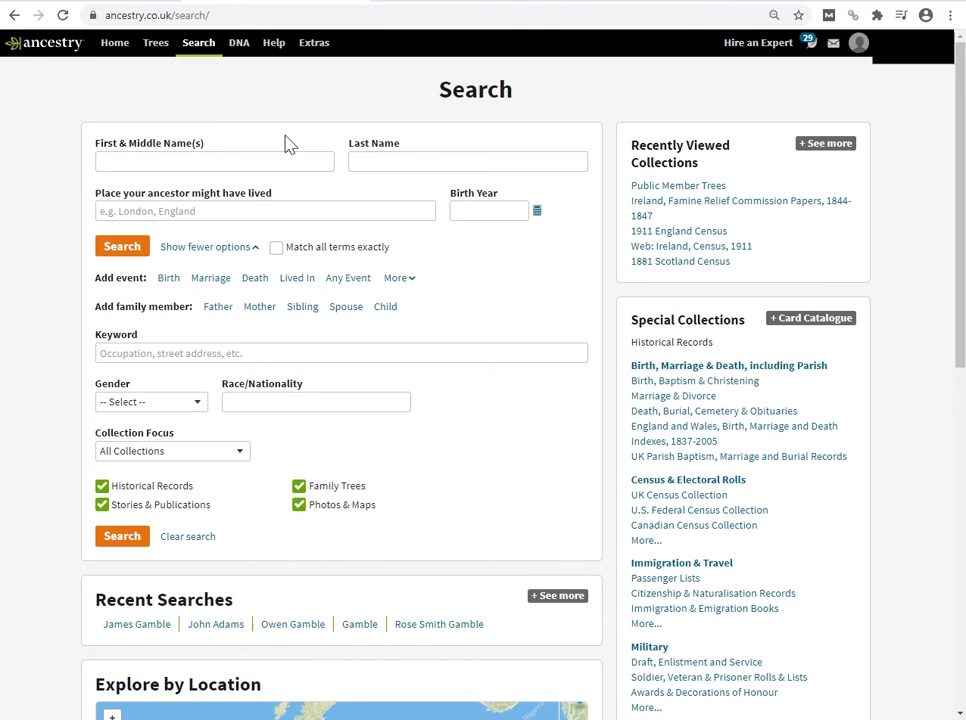 ancestry.co.uk/search/
ancestry
Home
Trees
Search
DNA
Help
Extras
Hire an Expert
29
Search
First & Middle Name(s)
Last Name
Place your ancestor might have lived
Birth Year
e.g. London, England
Search
Show fewer options
Match all terms exactly
Add event:
Birth
Marriage
Death
Lived In
Any Event
More
Add family member:
Father
Mother
Sibling
Spouse
Child
Keyword
Occupation, street address, etc.
Gender
Race/Nationality
-- Select --
Collection Focus
All Collections
Historical Records
Family Trees
Stories & Publications
Photos & Maps
Search
Clear search
Recent Searches
+ See more
James Gamble
John Adams
Owen Gamble
Gamble
Rose Smith Gamble
Explore by Location
+
Recently Viewed
Collections
+ See more
Public Member Trees
Ireland, Famine Relief Commission Papers, 1844-
1847
1911 England Census
Web: Ireland, Census, 1911
1881 Scotland Census
Special Collections
+ Card Catalogue
Historical Records
Birth, Marriage & Death, including Parish
Birth, Baptism & Christening
Marriage & Divorce
Death, Burial, Cemetery & Obituaries
England and Wales, Birth, Marriage and Death
Indexes, 1837-2005
UK Parish Baptism, Marriage and Burial Records
Census & Electoral Rolls
UK Census Collection
U.S. Federal Census Collection
Canadian Census Collection
More...
Immigration & Travel
Passenger Lists
Citizenship & Naturalisation Records
Immigration & Emigration Books
More...
Military
Draft, Enlistment and Service
Soldier, Veteran & Prisoner Rolls & Lists
Awards & Decorations of Honour
More...